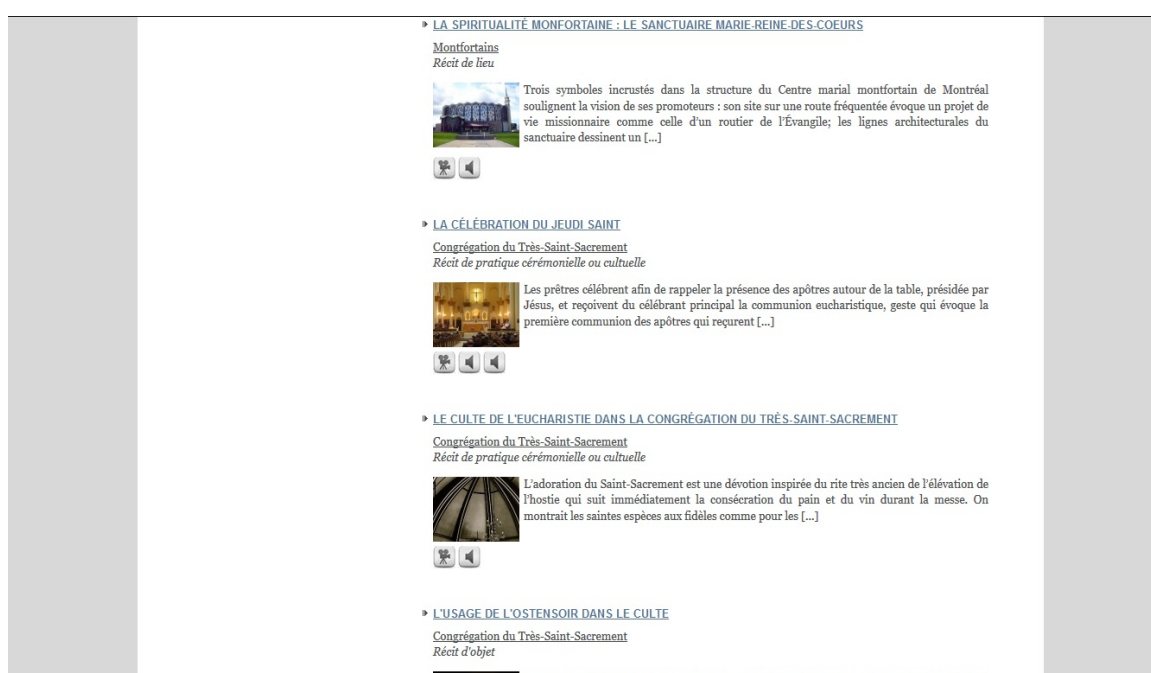 LA SPIRITUALITÉ MONFORTAINE : LE SANCTUAIRE MARIE-REINE-DES-COEURS
Montfortains
Récit de lieu
Trois symboles incrustés dans la structure du Centre marial montfortain de Montréal
soulignent la vision de ses promoteurs : son site sur une route fréquentée évoque un projet de
vie missionnaire comme celle d'un routier de l'Évangile; les lignes architecturales du
sanctuaire dessinent un [...]
LA CÉLÉBRATION DU JEUDI SAINT
Congrégation du Très-Saint-Sacrement
Récit de pratique cérémonielle ou cultuelle
Les prêtres célébrent afin de rappeler la présence des apôtres autour de la table, présidée par
Jésus, et reçoivent du célébrant principal la communion eucharistique, geste qui évoque la
première communion des apôtres qui reçurent [...]
LE CULTE DE L'EUCHARISTIE DANS LA CONGRÉGATION DU TRÈS-SAINT-SACREMENT
Congrégation du Très-Saint-Sacrement
Récit de pratique cérémonielle ou cultuelle
L'adoration du Saint-Sacrement est une dévotion inspirée du rite très ancien de l'élévation de
l'hostie qui suit immédiatement la consécration du pain et du vin durant la messe. On
montrait les saintes espèces aux fidèles comme pour les [...]
L'USAGE DE L'OSTENSOIR DANS LE CULTE
Congrégation du Très-Saint-Sacrement
Récit d'objet